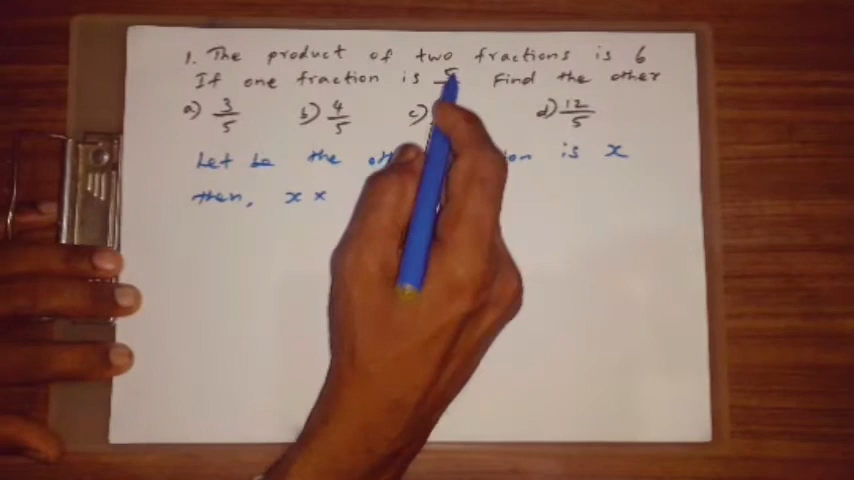 1. The product of two fractions is 6
If one fraction is 5 Find the other
a) 3/5 b) 4/5 c) d) 12/5
Let be the is x
then, x ×